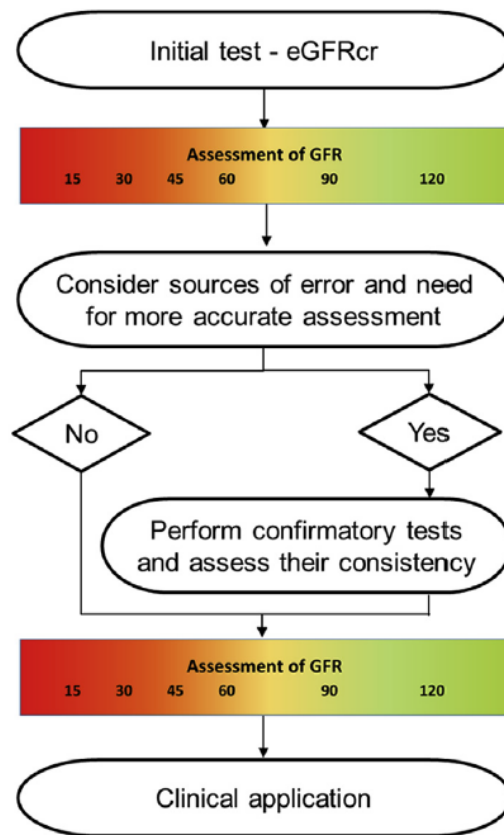 Initial test - eGFRcr
Assessment of GFR
15 30 45 60 90 120
Consider sources of error and need
for more accurate assessment
No Yes
Perform confirmatory tests
and assess their consistency
Assessment of GFR
15 30 45 60 90 120
Clinical application